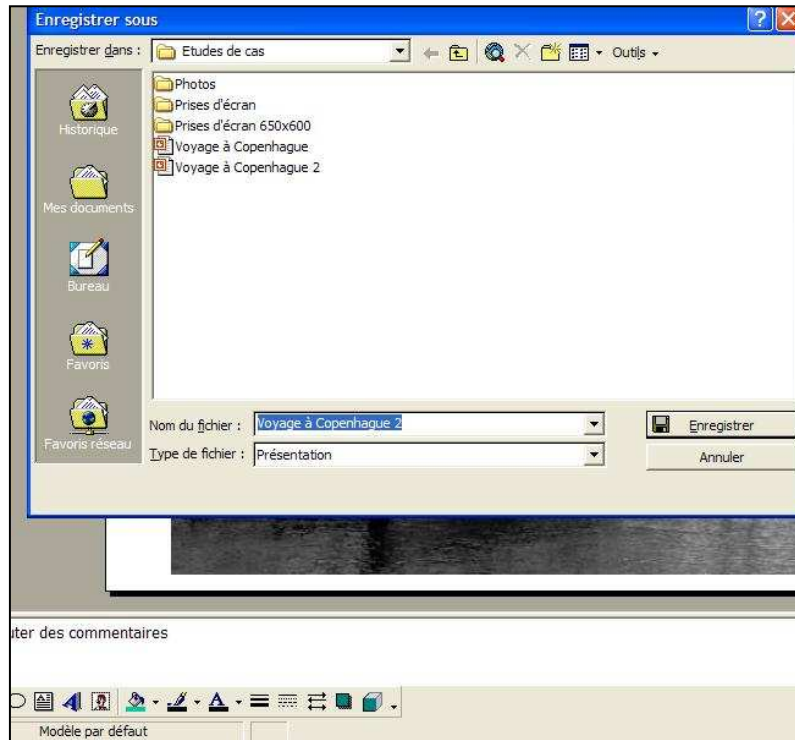 Enregistrer sous
Enregistrer dans : Etudes de cas Outils
Historique
Mes documents
Bureau
Favoris
Favoris réseau
Photos
Prises d'écran
Prises d'écran 650x600
Voyage à Copenhague
Voyage à Copenhague 2
Nom du fichier : Voyage à Copenhague 2 Enregistrer
Type de fichier : Présentation Annuler
uter des commentaires
Modèle par défaut